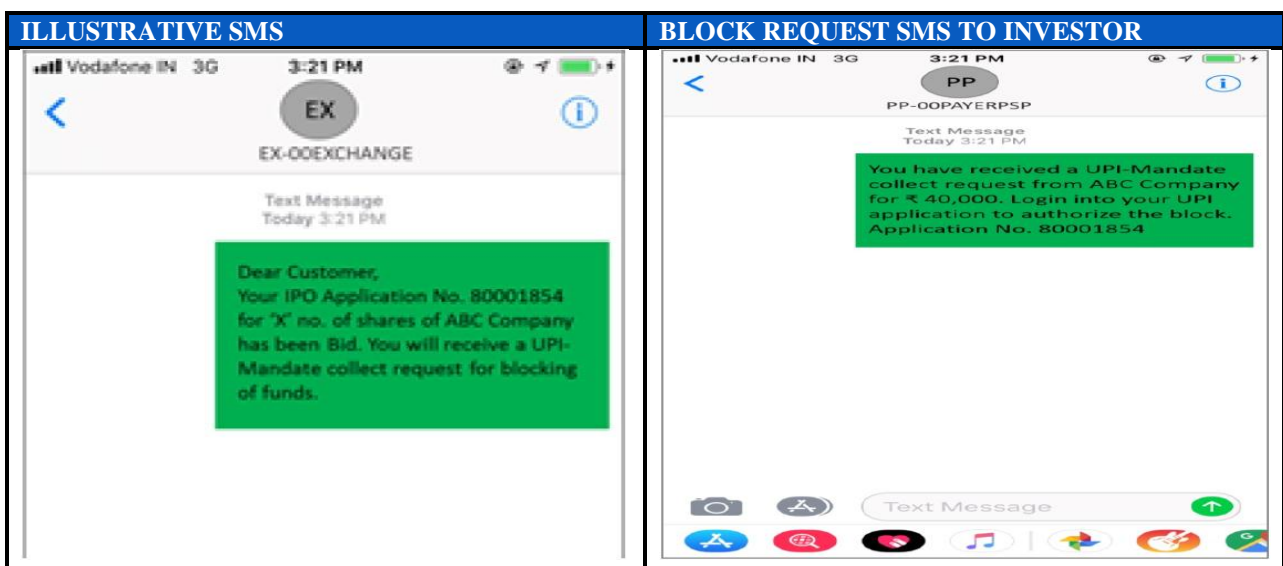 ILLUSTRATIVE SMS
Vodafone IN 3G 3:21 PM
EX
EX-00EXCHANGE
Text Message
Today 3:21 PM
Dear Customer,
Your IPO Application No. 80001854
for 'X' no. of shares of ABC Company
has been Bid. You will receive a UPI-
Mandate collect request for blocking
of funds.
BLOCK REQUEST SMS TO INVESTOR
Vodafone IN 3G 3:21 PM
PP
PP-00PAYERPSP
Text Message
Today 3:21 PM
You have received a UPI-Mandate
collect request from ABC Company
for ₹ 40,000. Login into your UPI
application to authorize the block.
Application No. 80001854
Text Message